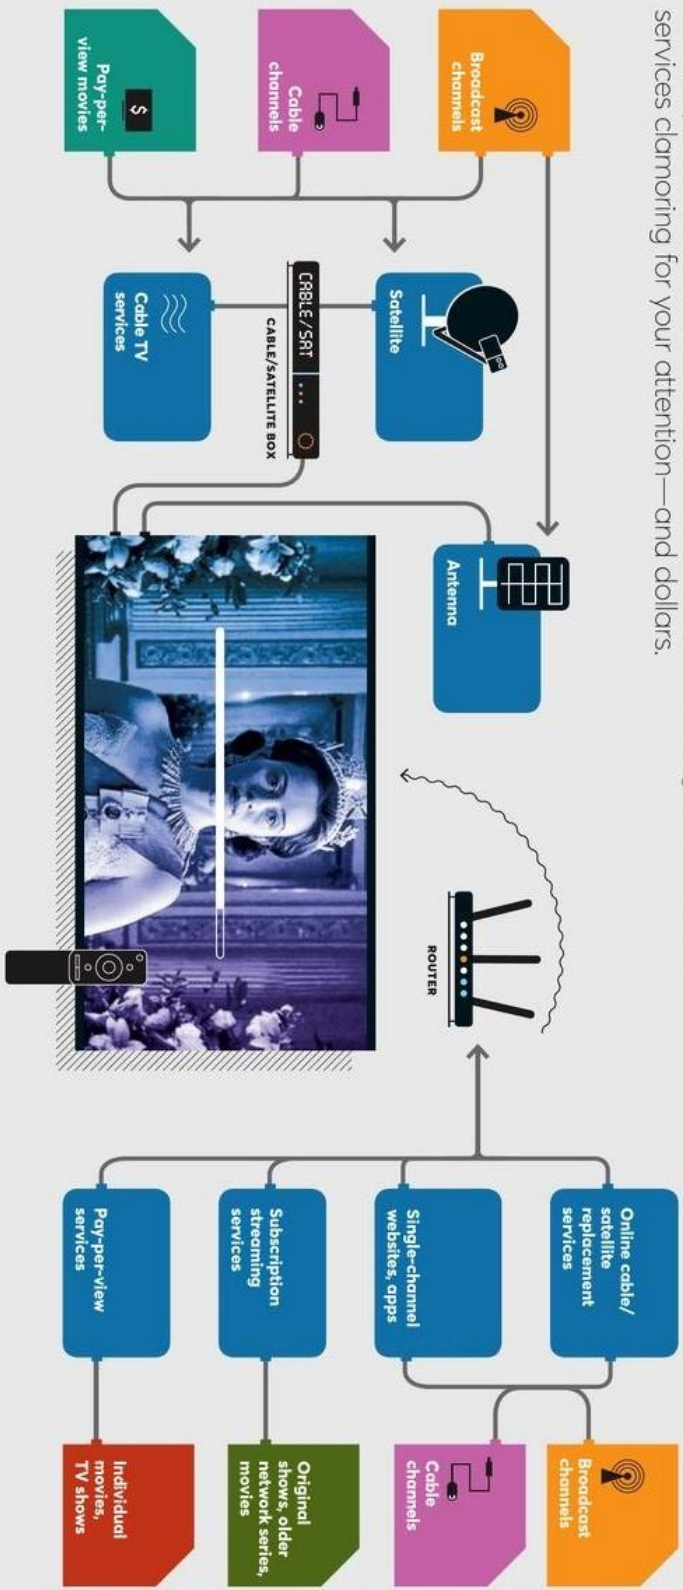 services clamoring for your attention—and dollars.
Broadcast
channels
Cable
channels
$
Pay-per-
view movies
Satellite
CABLE/SAT
CABLE/SATELLITE BOX
Cable TV
services
Antenna
ROUTER
Online cable/
satellite
replacement
services
Single-channel
websites, apps
Subscription
streaming
services
Pay-per-view
services
Broadcast
channels
Cable
channels
Original
shows, older
network series,
movies
Individual
movies,
TV shows